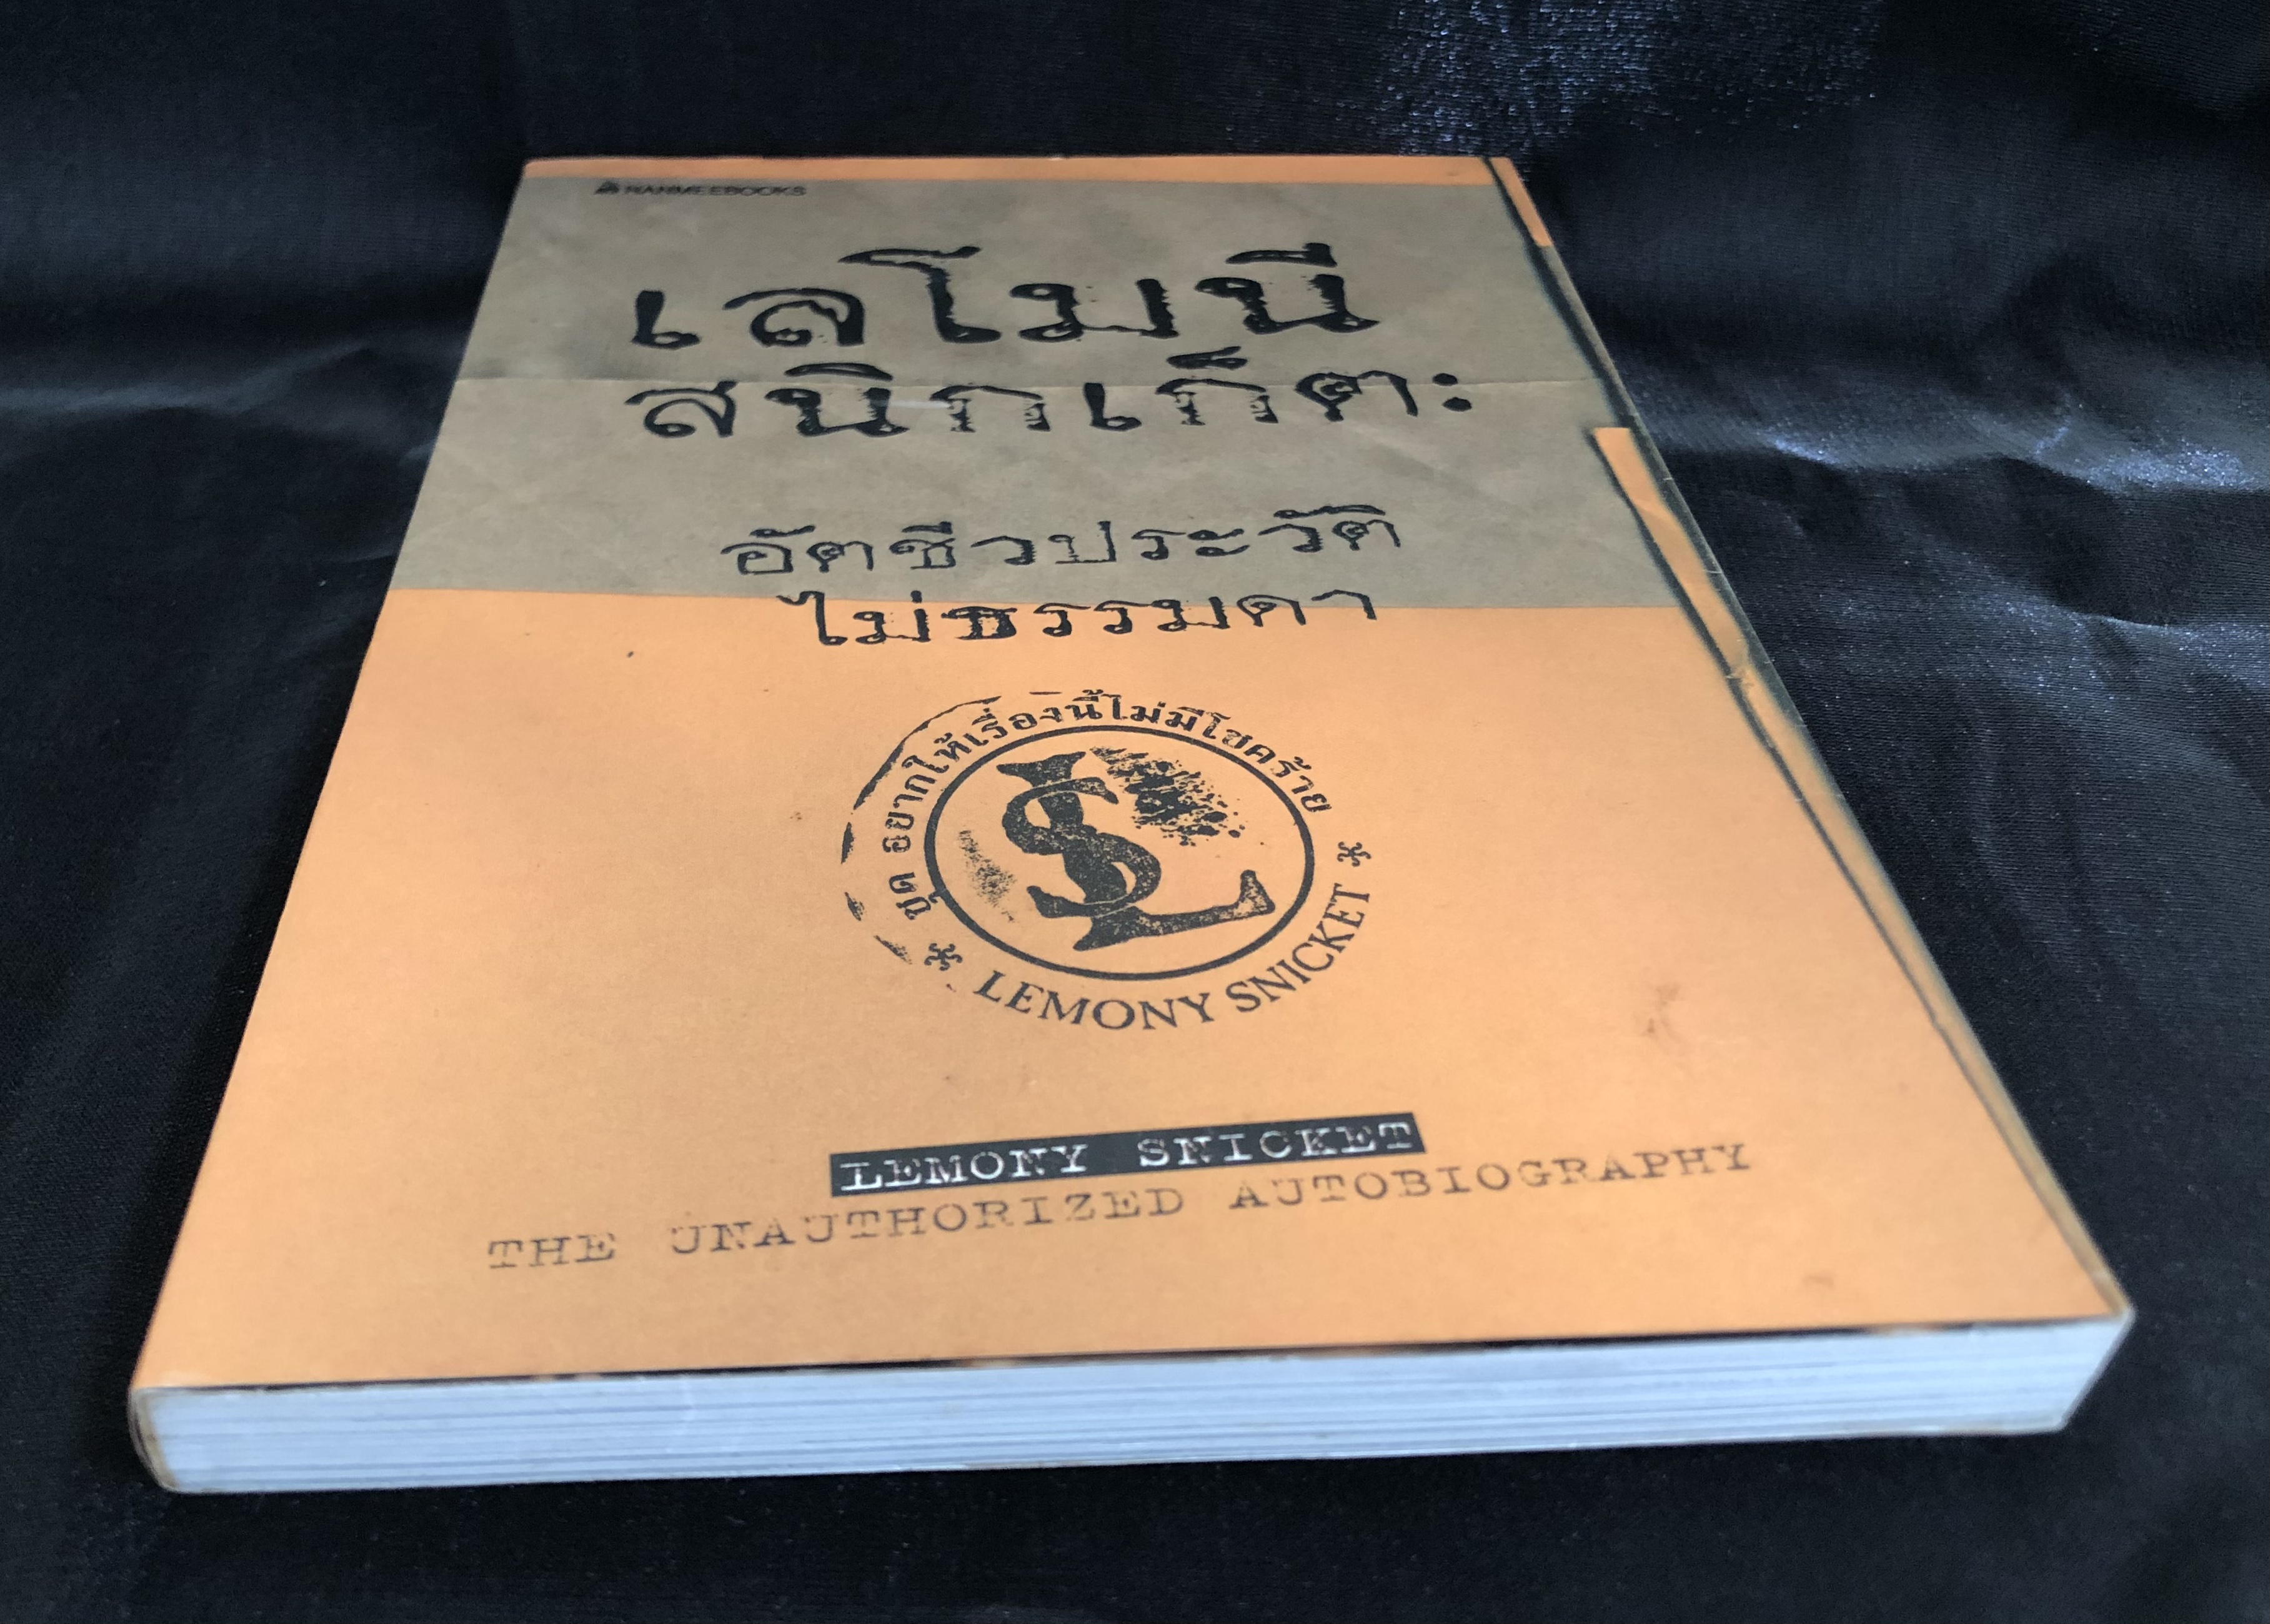 NANMEEBOOKS
เลโมนี
สนิกเก็ต:
อัตชีวประวัติ
ไม่ธรรมดา
ชุด อยากให้เรื่องนี้ไม่มีโชคร้าย
LS
* LEMONY SNICKET *
LEMONY SNICKET
THE UNAUTHORIZED AUTOBIOGRAPHY